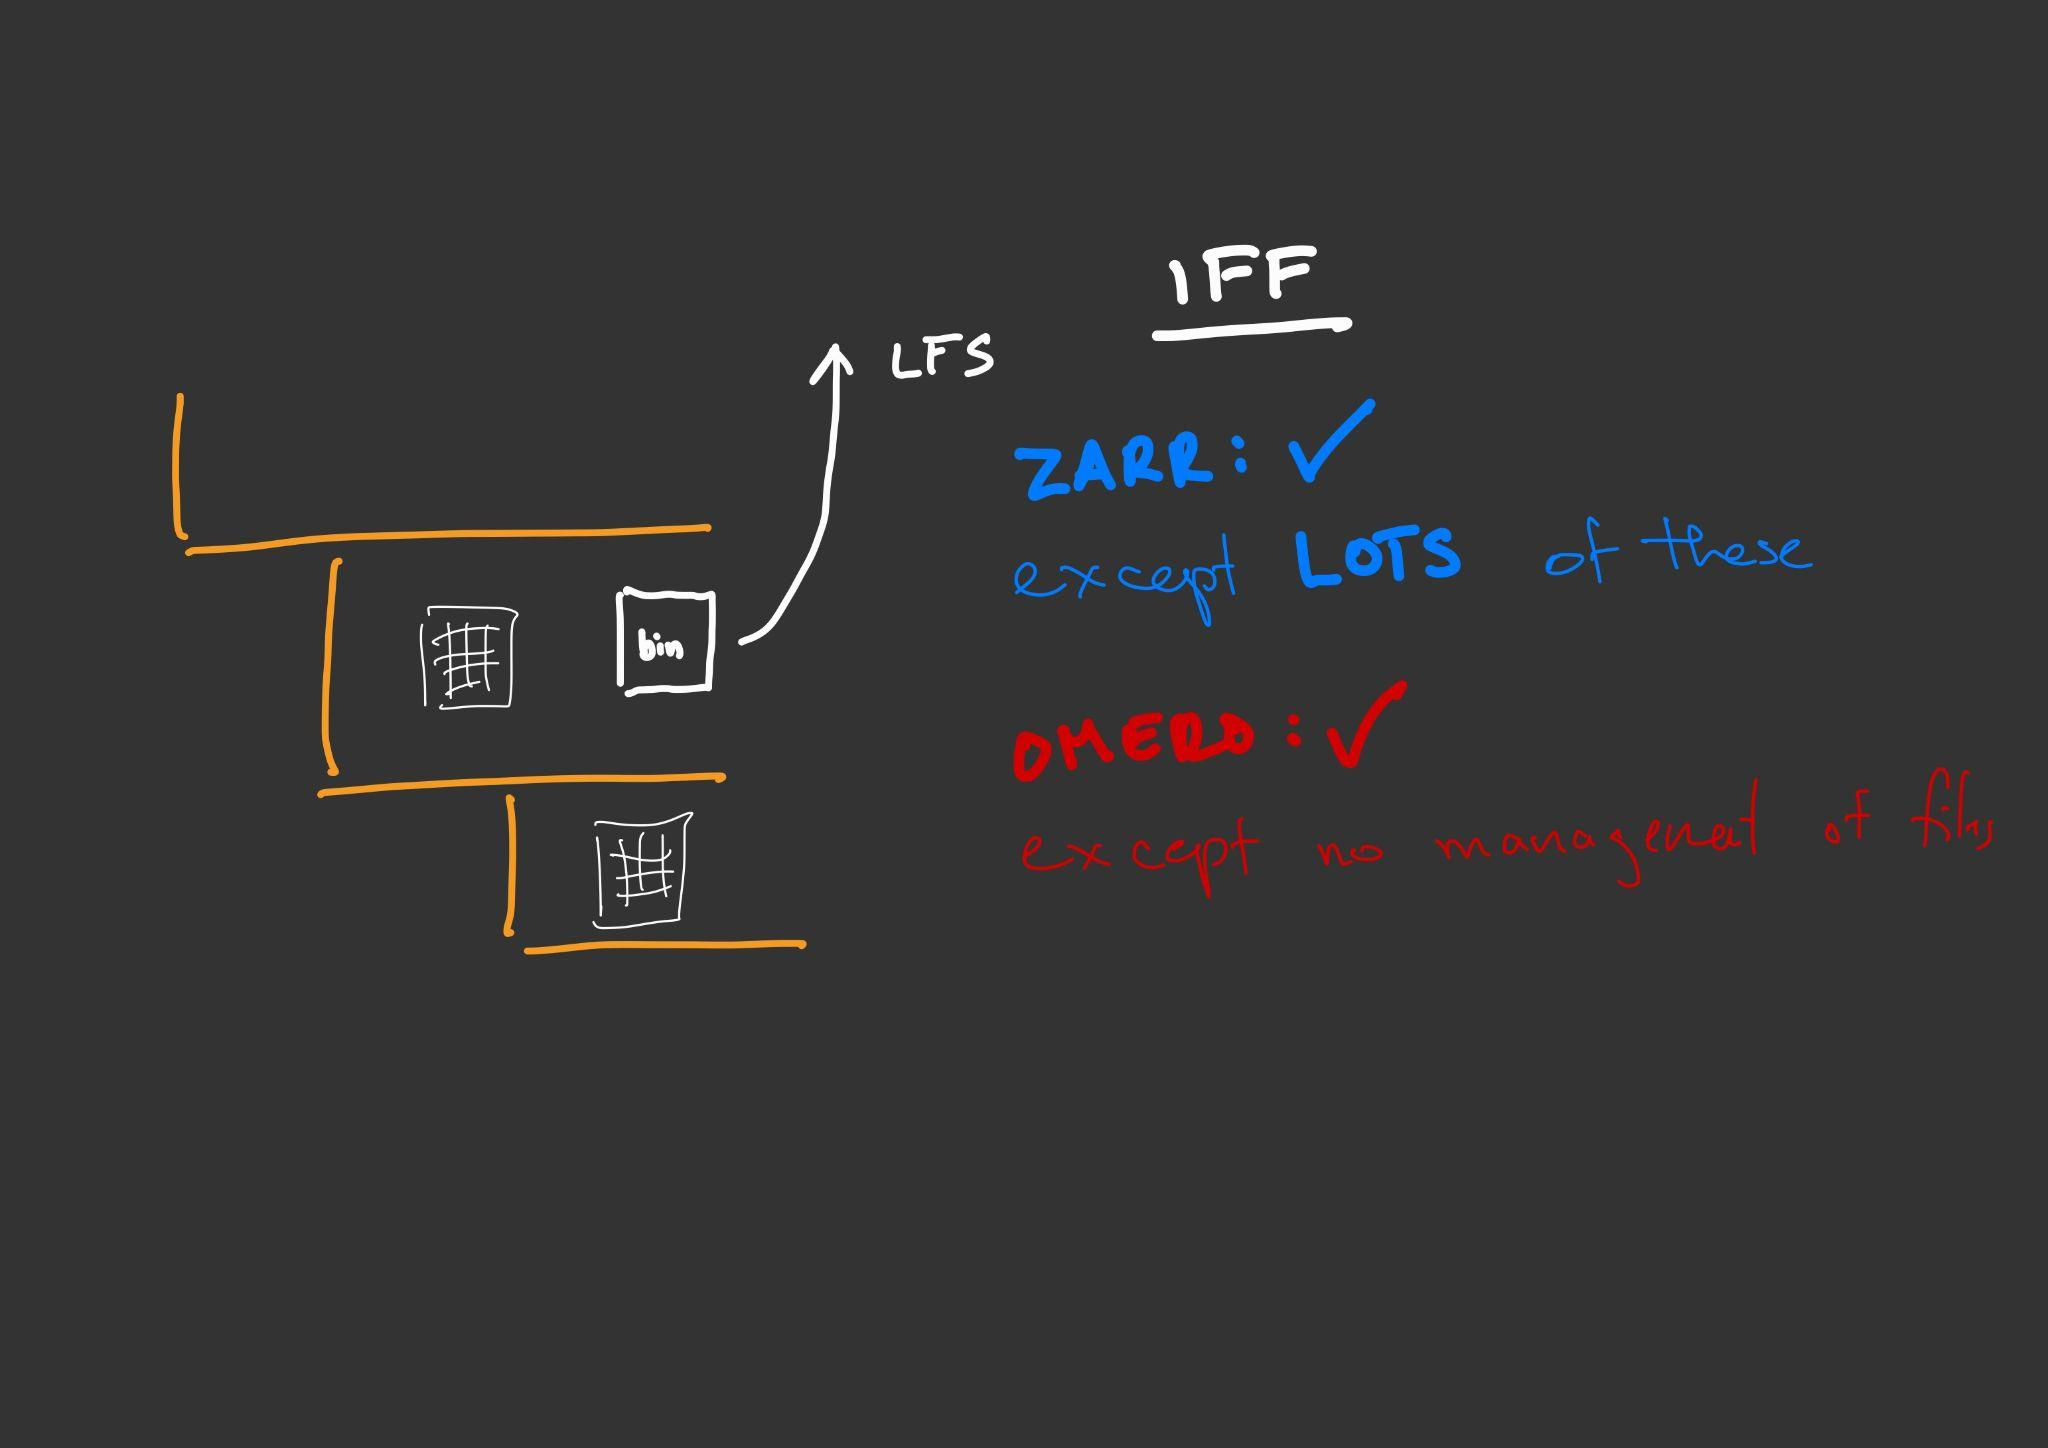 IFF
LFS
ZARR: ✓
except LOTS of these
bin
OMERO: ✓
except no management of files